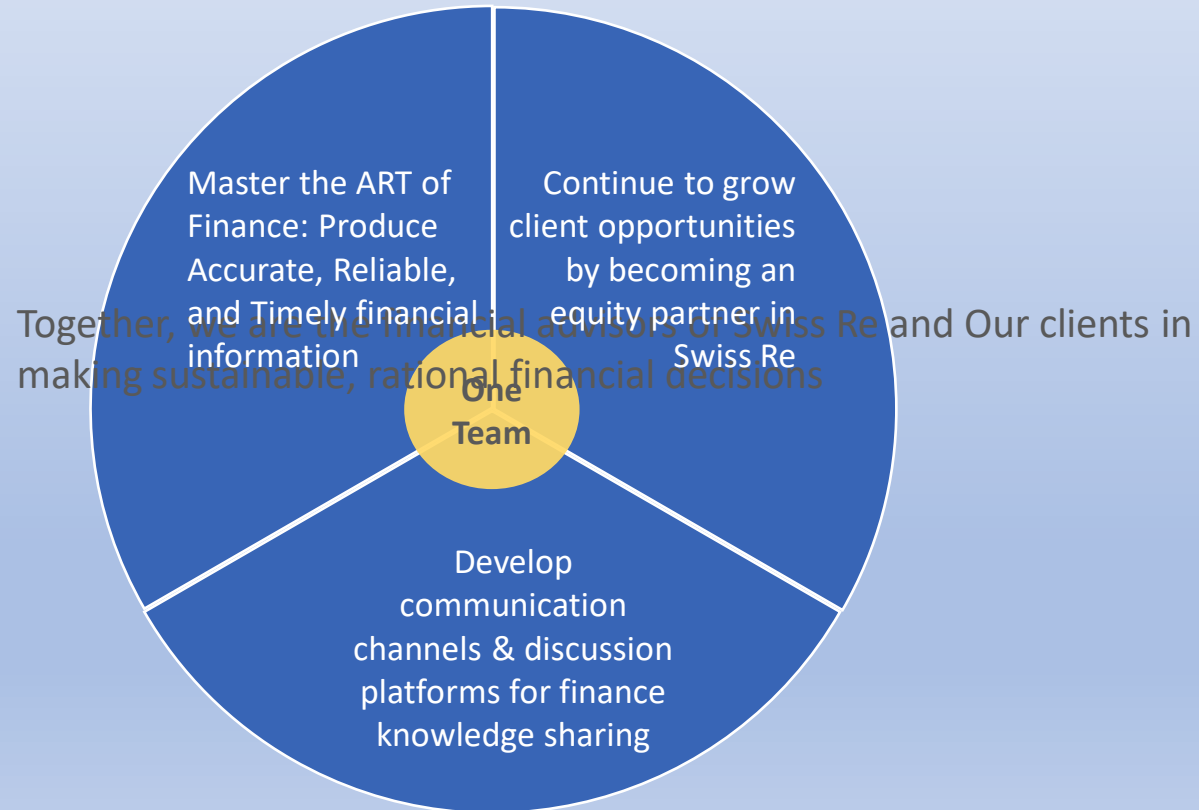 Master the ART of
Finance: Produce
Accurate, Reliable,
and Timely financial
information
Continue to grow
client opportunities
by becoming an
equity partner in
Swiss Re
Together, we are the financial advisors of Swiss Re and Our clients in
making sustainable, rational financial decisions
One
Team
Develop
communication
channels & discussion
platforms for finance
knowledge sharing